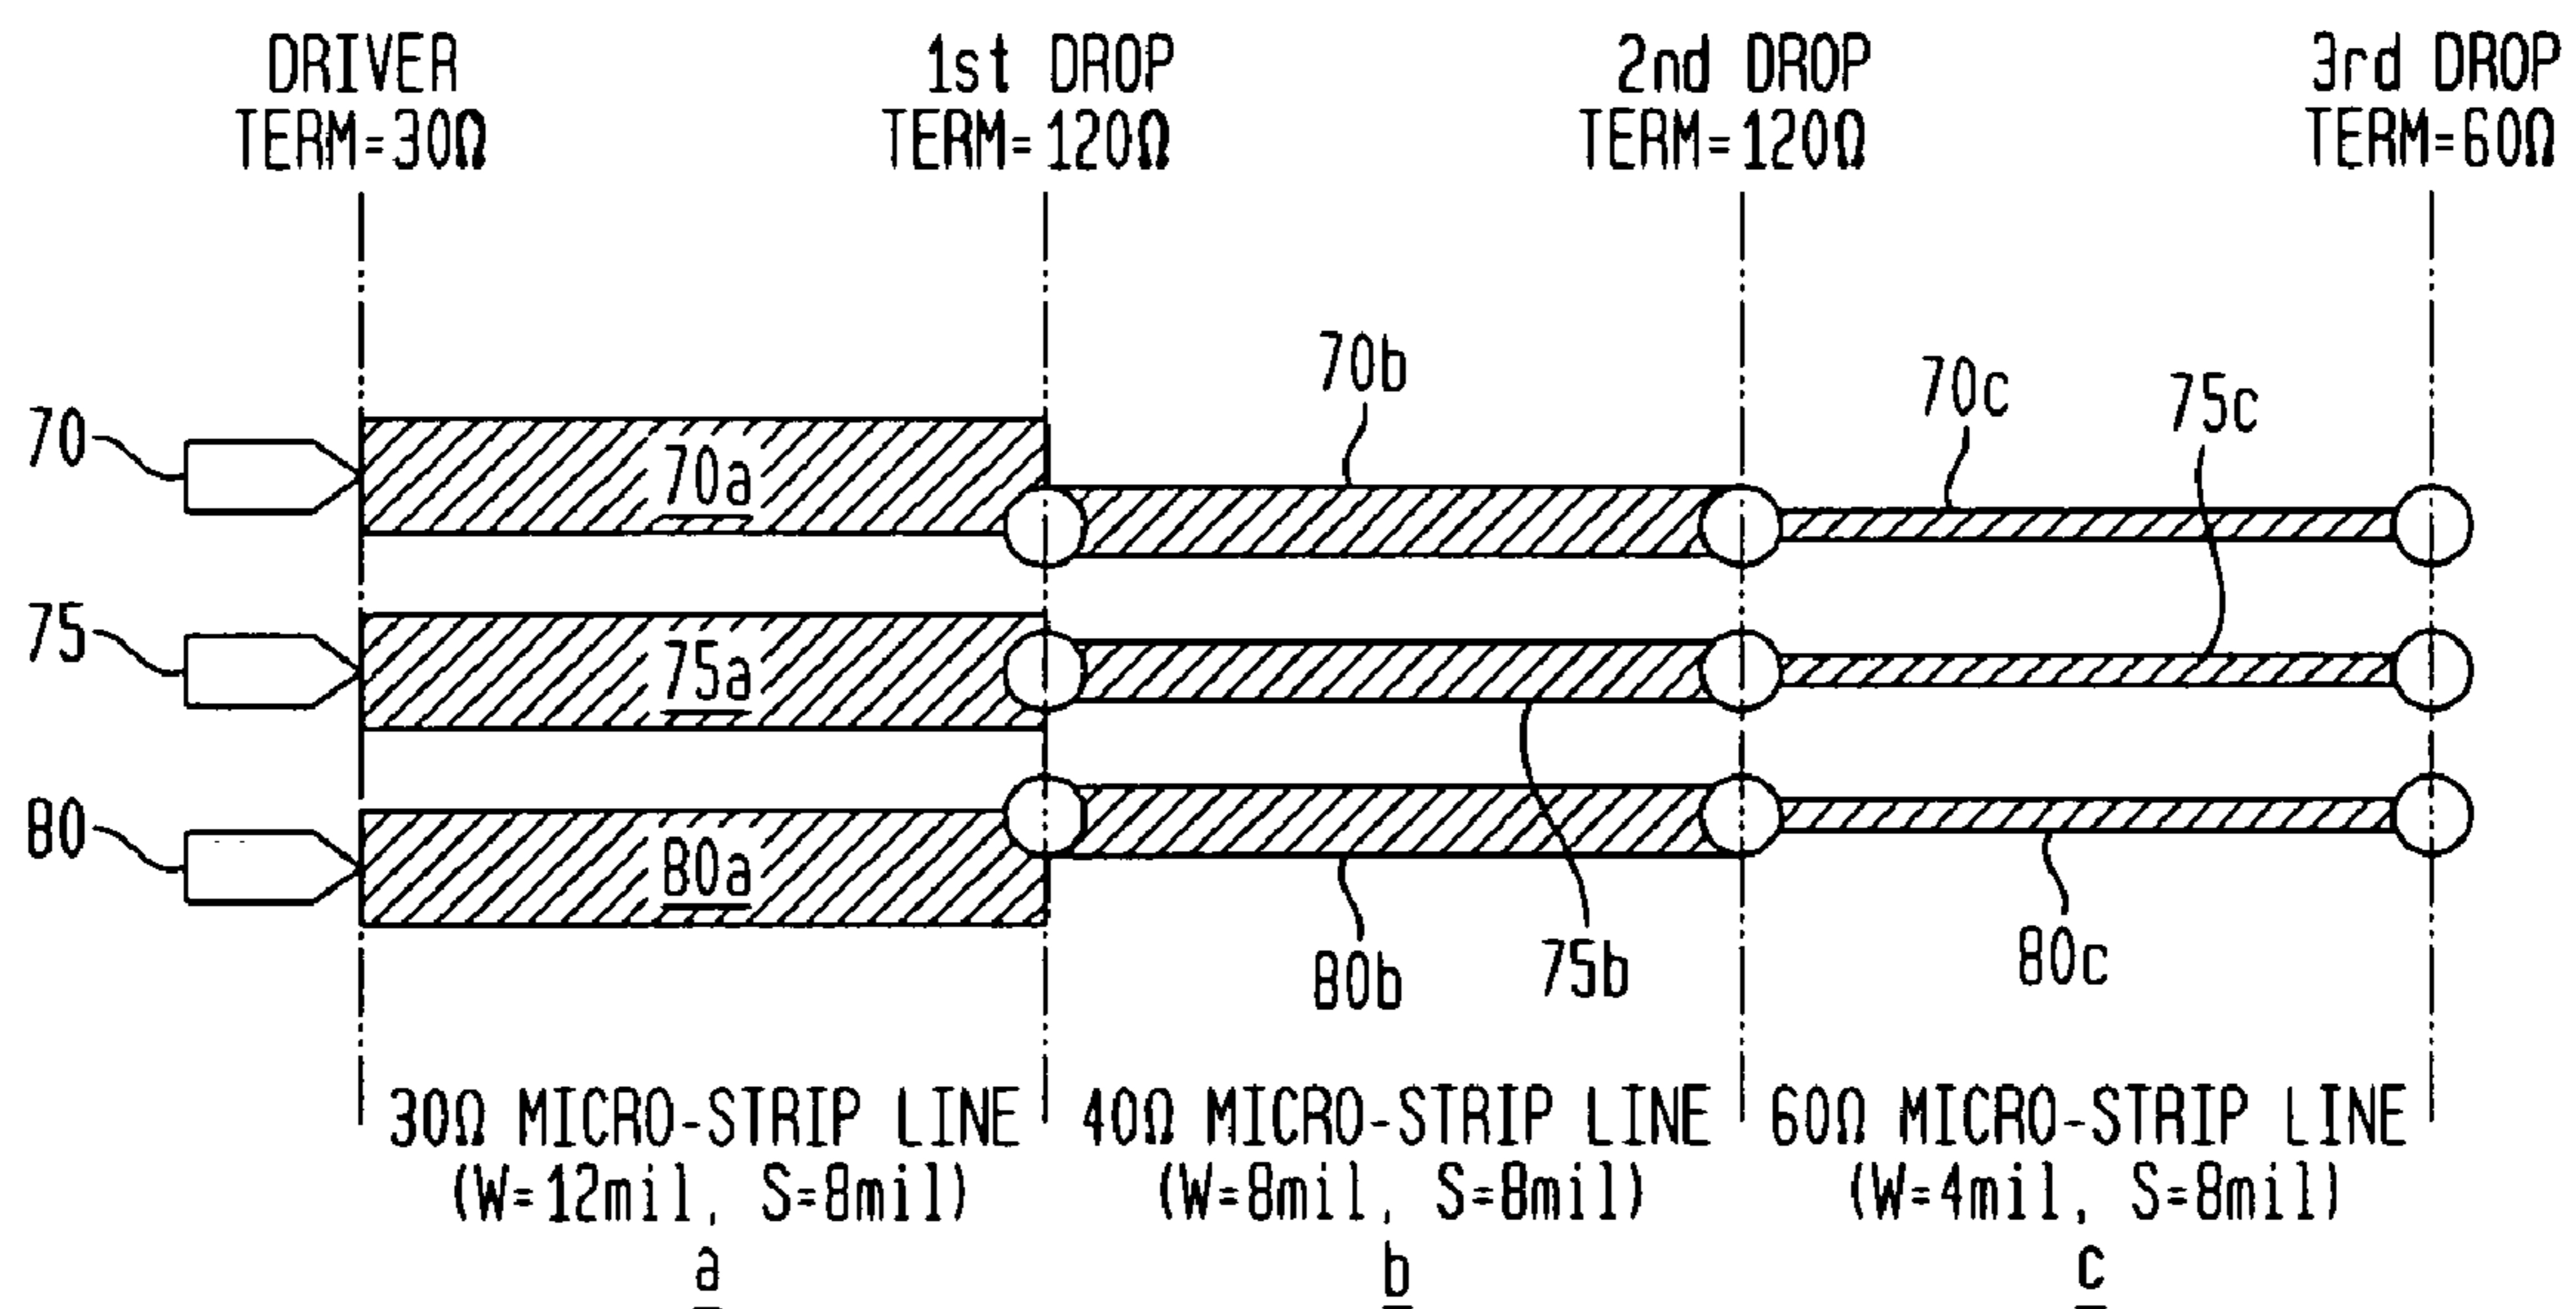 DRIVER
TERM=30Ω
1st DROP
TERM=120Ω
2nd DROP
TERM=120Ω
3rd DROP
TERM=60Ω
70b
70c
75c
70
70a
75
75a
80
80a
80b
75b
80c
30Ω MICRO-STRIP LINE
(W=12mil, S=8mil)
a
40Ω MICRO-STRIP LINE
(W=8mil, S=8mil)
b
60Ω MICRO-STRIP LINE
(W=4mil, S=8mil)
c